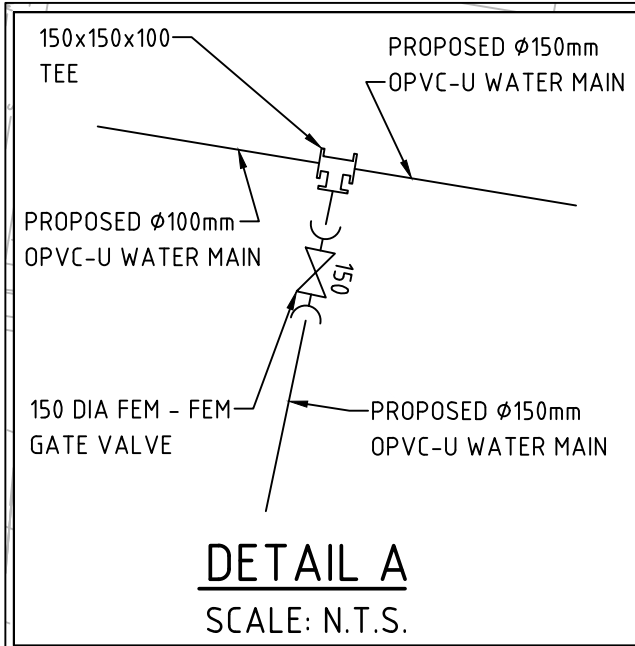 150x150x100
TEE
PROPOSED Ø150mm
OPVC-U WATER MAIN
PROPOSED Ø100mm
OPVC-U WATER MAIN
150
150 DIA FEM - FEM
GATE VALVE
PROPOSED Ø150mm
OPVC-U WATER MAIN
DETAIL A
SCALE: N.T.S.